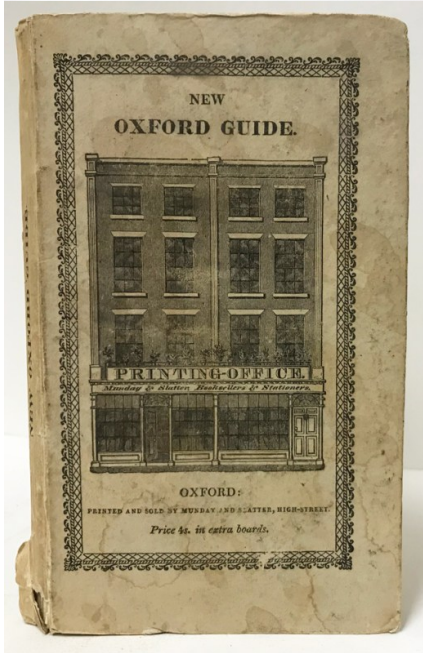 NEW
OXFORD GUIDE.
PRINTING-OFFICE.
Munday & Slatter, Booksellers & Stationers.
OXFORD:
PRINTED AND SOLD BY MUNDAY AND SLATTER, HIGH-STREET.
Price 4s. in extra boards.